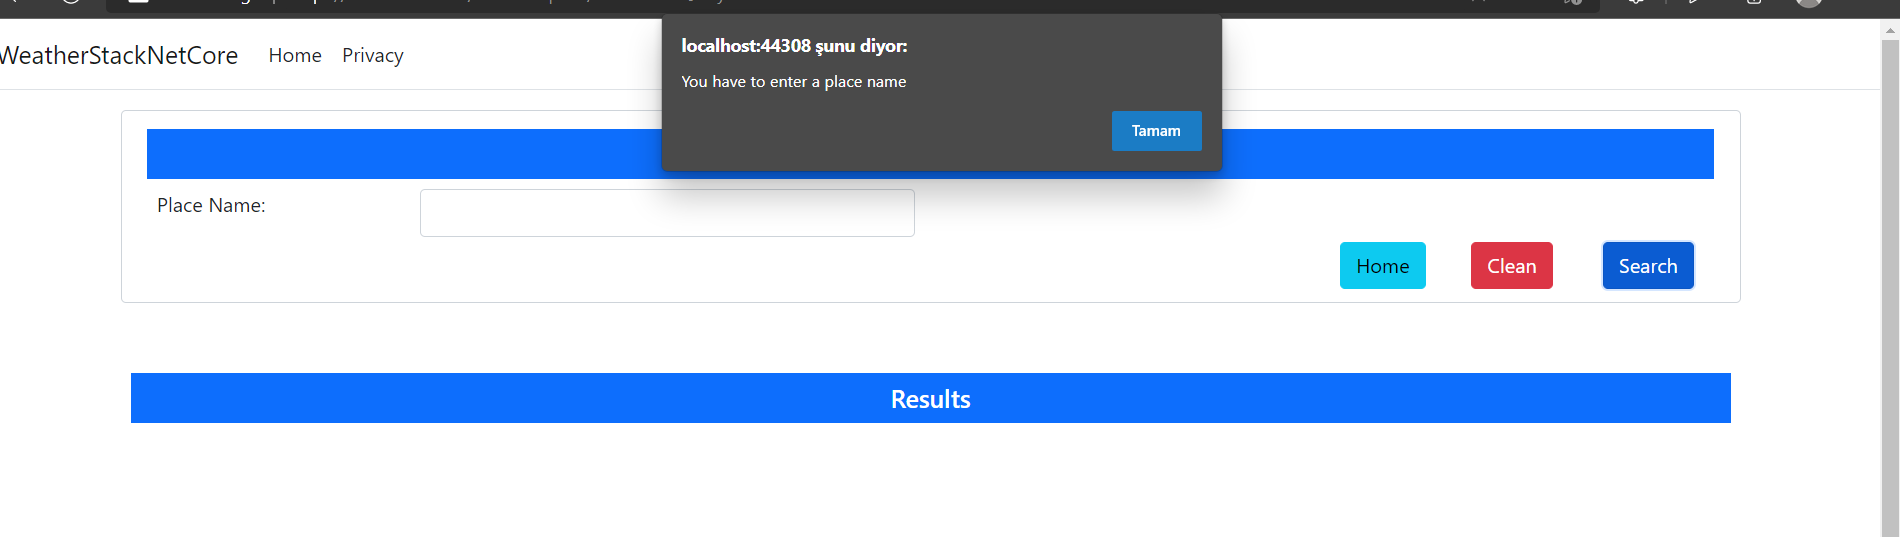 WeatherStackNetCore Home Privacy
localhost:44308 şunu diyor:
You have to enter a place name
Tamam
Place Name:
Home Clean Search
Results